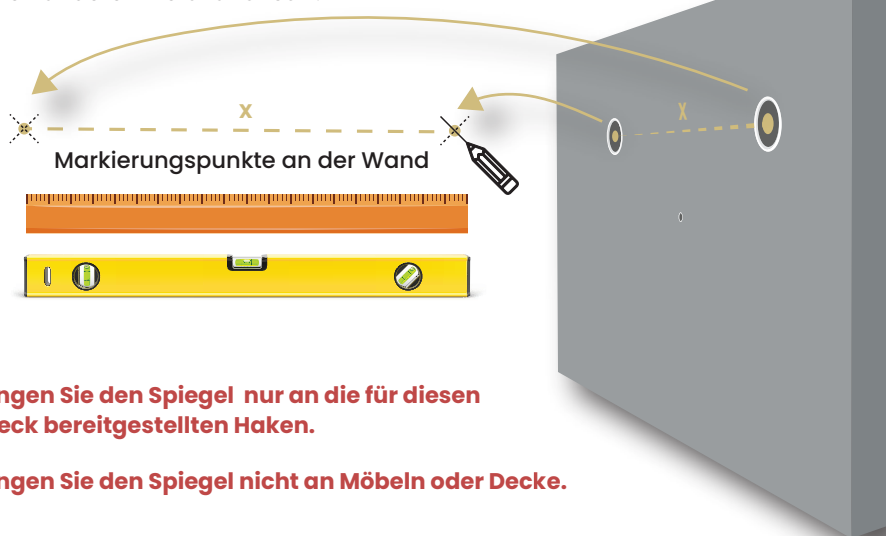 X
X
Markierungspunkte an der Wand
ngen Sie den Spiegel nur an die für diesen
eck bereitgestellten Haken.
ngen Sie den Spiegel nicht an Möbeln oder Decke.